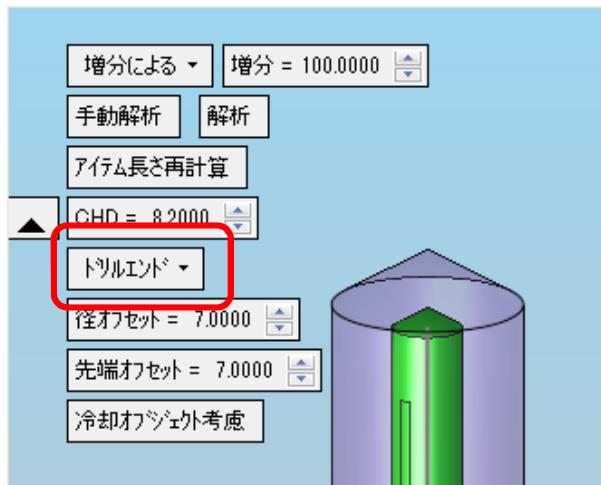 増分による 増分 = 100.0000
手動解析 解析
アイテム長さ再計算
CHD = 8.2000
ドリルエンド
径オフセット = 7.0000
先端オフセット = 7.0000
冷却オブジェクト考慮